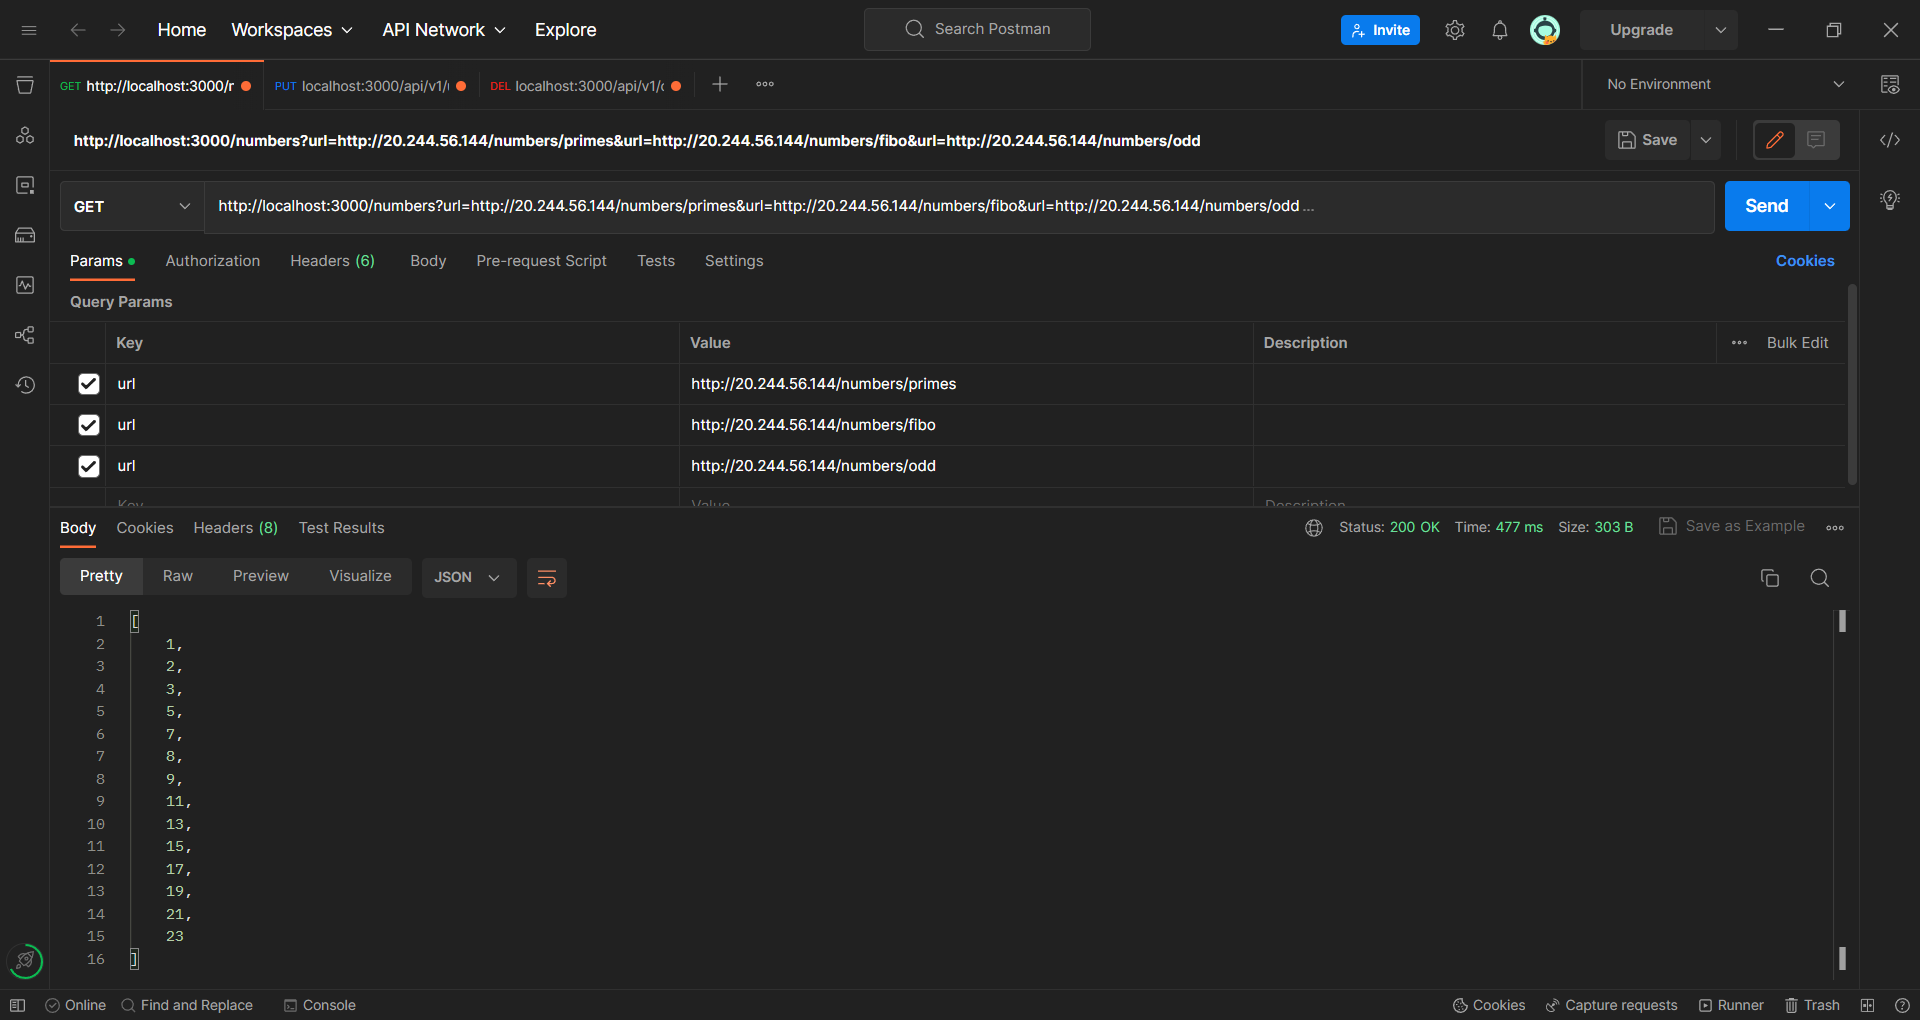 Home Workspaces API Network Explore Search Postman Invite Upgrade
GET http://localhost:3000/r PUT localhost:3000/api/v1/ DEL localhost:3000/api/v1/ No Environment
http://localhost:3000/numbers?url=http://20.244.56.144/numbers/primes&url=http://20.244.56.144/numbers/fibo&url=http://20.244.56.144/numbers/odd Save
GET http://localhost:3000/numbers?url=http://20.244.56.144/numbers/primes&url=http://20.244.56.144/numbers/fibo&url=http://20.244.56.144/numbers/odd ... Send
Params Authorization Headers (6) Body Pre-request Script Tests Settings Cookies
Query Params
Key Value Description Bulk Edit
url http://20.244.56.144/numbers/primes
url http://20.244.56.144/numbers/fibo
url http://20.244.56.144/numbers/odd
Key Value Description
Body Cookies Headers (8) Test Results Status: 200 OK Time: 477 ms Size: 303 B Save as Example
Pretty Raw Preview Visualize JSON
1 [
2 1,
3 2,
4 3,
5 5,
6 7,
7 8,
8 9,
9 11,
10 13,
11 15,
12 17,
13 19,
14 21,
15 23
16 ]
Online Find and Replace Console Cookies Capture requests Runner Trash